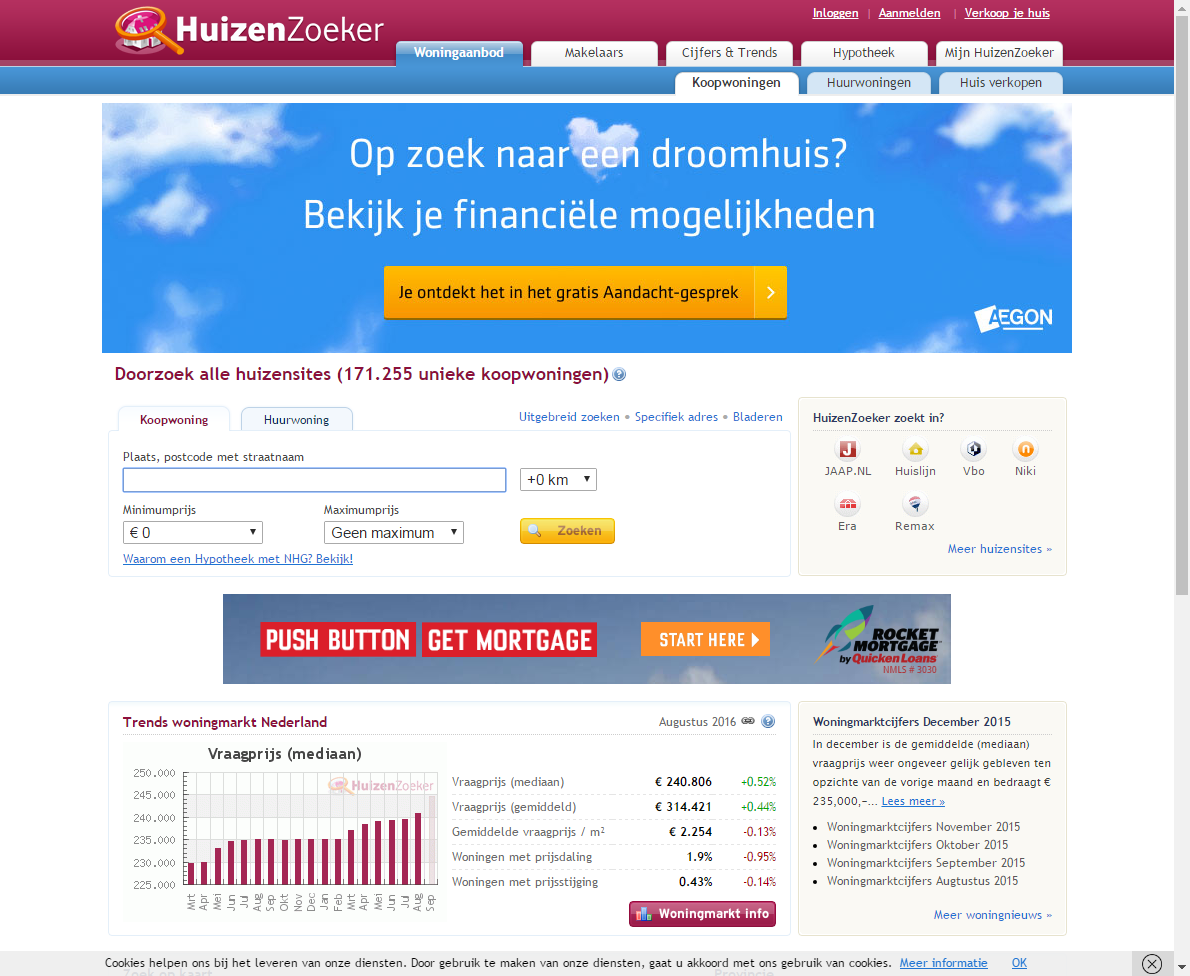 Inloggen | Aanmelden | Verkoop je huis
HuizenZoeker
Woningaanbod
Makelaars
Cijfers & Trends
Hypotheek
Mijn HuizenZoeker
Koopwoningen
Huurwoningen
Huis verkopen
Op zoek naar een droomhuis?
Bekijk je financiële mogelijkheden
Je ontdekt het in het gratis Aandacht-gesprek
AEGON
Doorzoek alle huizensites (171.255 unieke koopwoningen)
Koopwoning
Huurwoning
Uitgebreid zoeken • Specifiek adres • Bladeren
Plaats, postcode met straatnaam
+0 km
Minimumprijs
Maximumprijs
€ 0
Geen maximum
Zoeken
Waarom een Hypotheek met NHG? Bekijk!
HuizenZoeker zoekt in?
JAAP.NL
Huislijn
Vbo
Niki
Era
Remax
Meer huizensites »
PUSH BUTTON GET MORTGAGE
START HERE
ROCKET
MORTGAGE
by Quicken Loans
NMLS # 3030
Trends woningmarkt Nederland
Augustus 2016
Vraagprijs (mediaan)
HuizenZoeker
250.000
245.000
240.000
235.000
230.000
225.000
Mrt Apr Mei Jun Jul Aug Sep Okt Nov Dec Jan Feb Mrt Apr Mei Jun Jul Aug Sep
Vraagprijs (mediaan) € 240.806 +0.52%
Vraagprijs (gemiddeld) € 314.421 +0.44%
Gemiddelde vraagprijs / m² € 2.254 -0.13%
Woningen met prijsdaling 1.9% -0.95%
Woningen met prijsstijging 0.43% -0.14%
Woningmarkt info
Woningmarktcijfers December 2015
In december is de gemiddelde (mediaan)
vraagprijs weer ongeveer gelijk gebleven ten
opzichte van de vorige maand en bedraagt €
235,000,-... Lees meer »
• Woningmarktcijfers November 2015
• Woningmarktcijfers Oktober 2015
• Woningmarktcijfers September 2015
• Woningmarktcijfers Augtustus 2015
Meer woningnieuws »
Cookies helpen ons bij het leveren van onze diensten. Door gebruik te maken van onze diensten, gaat u akkoord met ons gebruik van cookies. Meer informatie OK
Zoek op kaart
Provincie